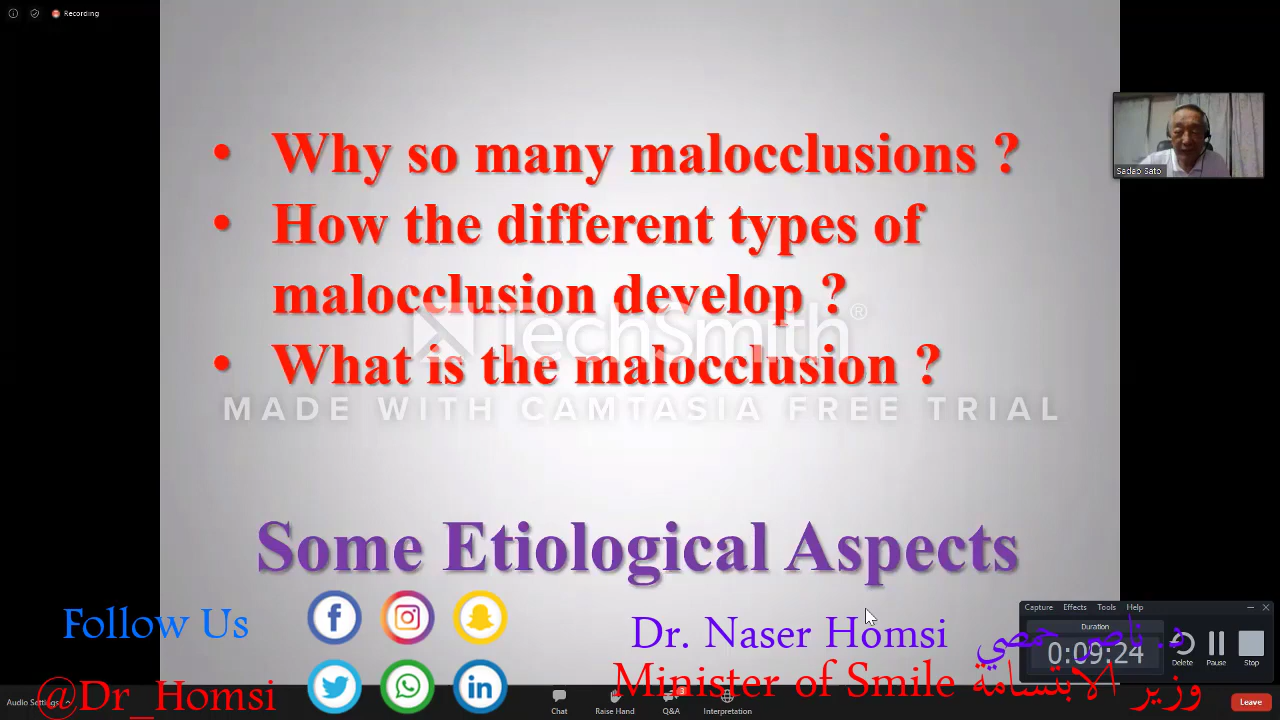 Recording
• Why so many malocclusions ?
• How the different types of
malocclusion develop ?
• What is the malocclusion ?
TechSmith®
MADE WITH CAMTASIA FREE TRIAL
Sadao Sato
Some Etiological Aspects
Follow Us
@Dr_Homsi
Dr. Naser Homsi
د. ناصر حمصي
Minister of Smile
وزير الابتسامة
Capture Effects Tools Help
Duration
0:09:24
Delete Pause Stop
Audio Settings
Chat
Raise Hand
3
Q&A
Interpretation
Leave